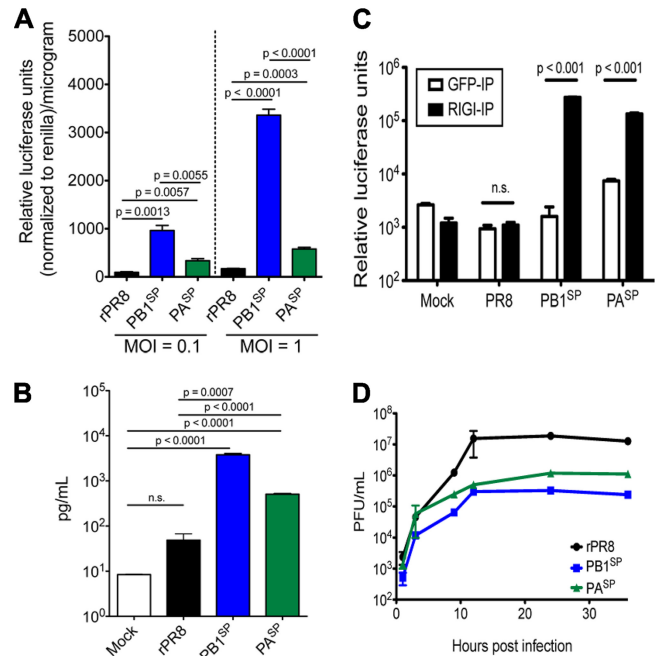 A
Relative luciferase units
(normalized to renilla)/microgram
5000
4000
3000
2000
1000
0
p < 0.0001
p = 0.0003
p < 0.0001
p = 0.0055
p = 0.0057
p = 0.0013
rPR8
PB1SP
PASP
rPR8
PB1SP
PASP
MOI = 0.1
MOI = 1
C
Relative luciferase units
10^6
10^5
10^4
10^3
10^2
GFP-IP
RIGI-IP
p < 0.001
p < 0.001
n.s.
Mock
PR8
PB1SP
PASP
B
pg/mL
10^5
10^4
10^3
10^2
10^1
10^0
p = 0.0007
p < 0.0001
p < 0.0001
p < 0.0001
n.s.
Mock
rPR8
PB1SP
PASP
D
PFU/mL
10^8
10^7
10^6
10^5
10^4
10^3
10^2
rPR8
PB1SP
PASP
0
10
20
30
Hours post infection